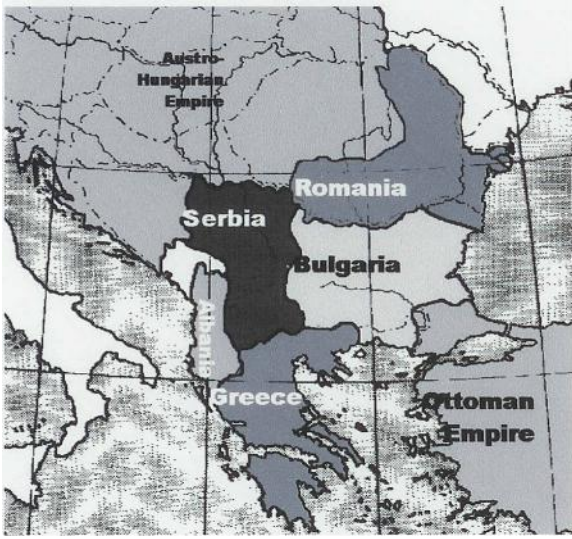 Austro-
Hungarian
Empire
Romania
Serbia
Bulgaria
Albania
Greece
Ottoman
Empire